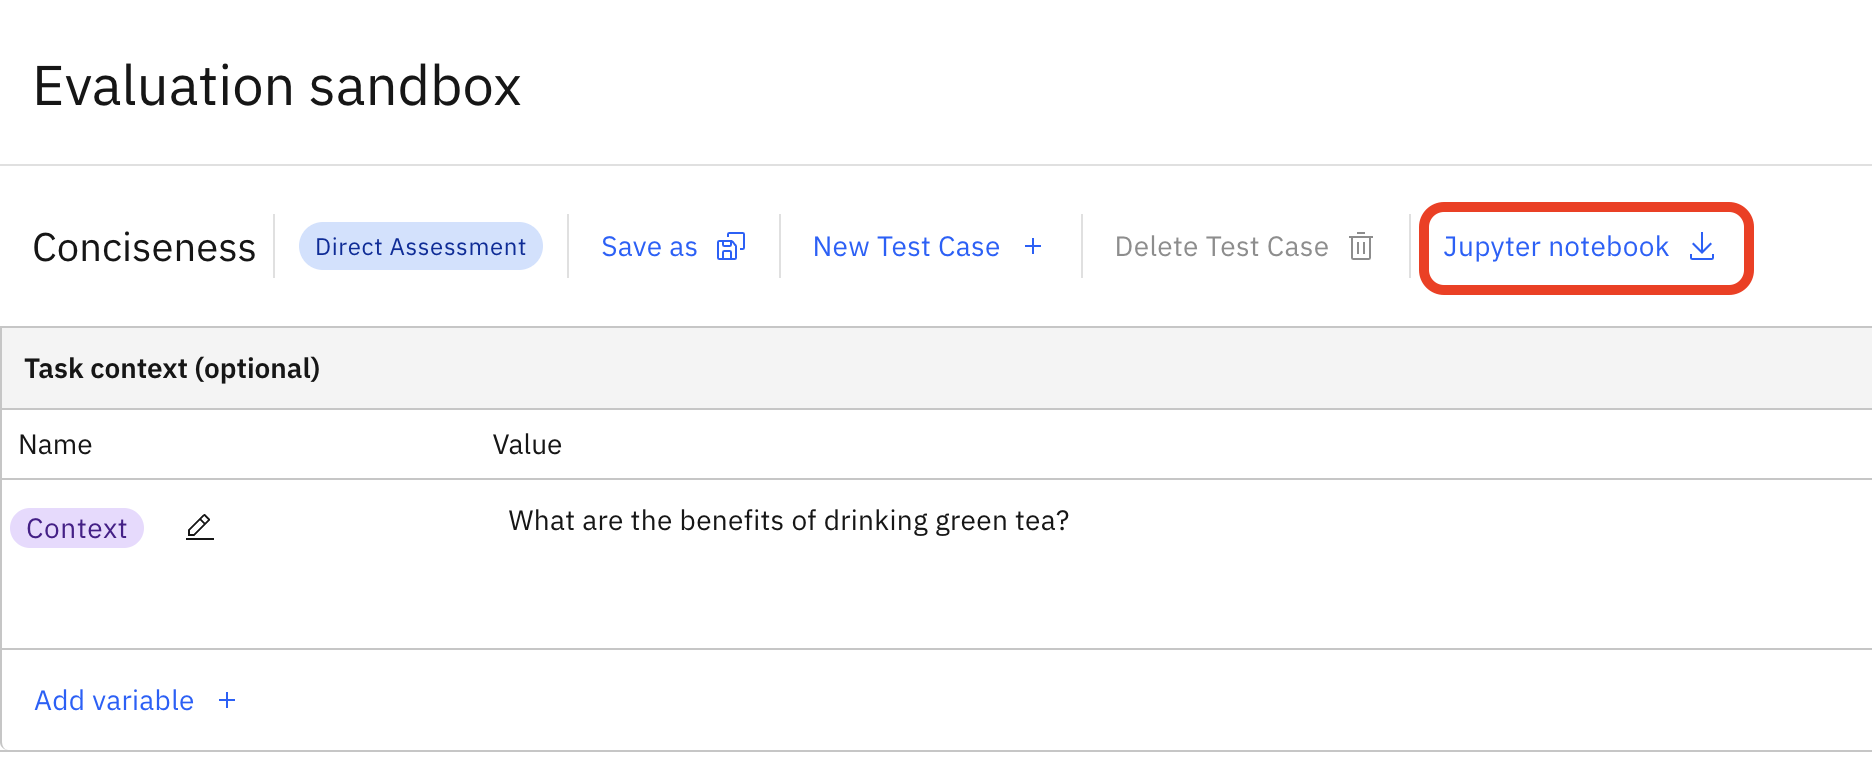 Evaluation sandbox
Conciseness Direct Assessment Save as New Test Case + Delete Test Case Jupyter notebook
Task context (optional)
Name Value
Context What are the benefits of drinking green tea?
Add variable +